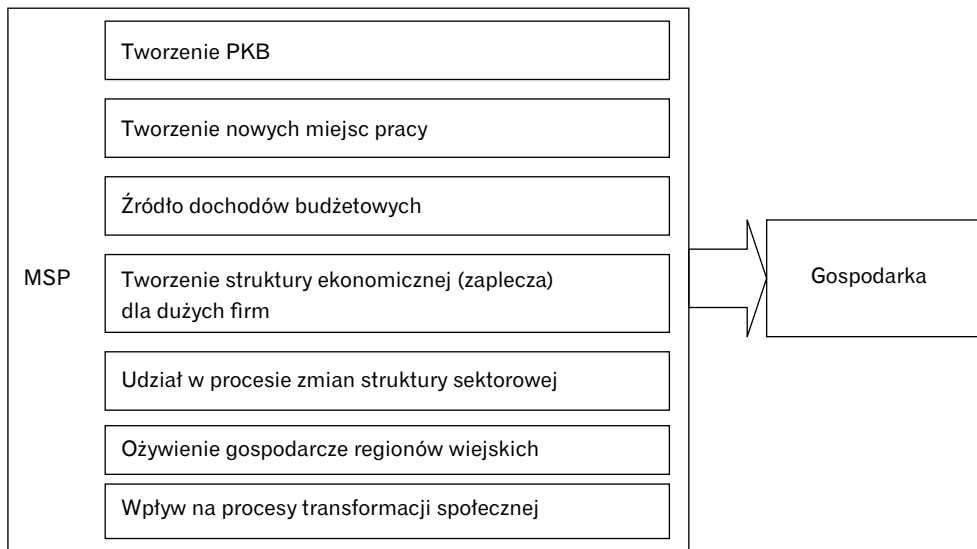 Tworzenie PKB
Tworzenie nowych miejsc pracy
Źródło dochodów budżetowych
MSP
Tworzenie struktury ekonomicznej (zaplecza)
dla dużych firm
Gospodarka
Udział w procesie zmian struktury sektorowej
Ożywienie gospodarcze regionów wiejskich
Wpływ na procesy transformacji społecznej